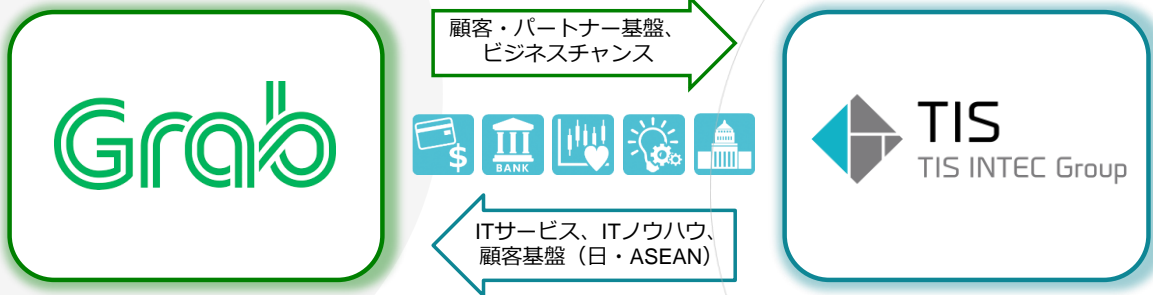 顧客・パートナー基盤、
ビジネスチャンス
Grab
$
BANK
TIS
TIS INTEC Group
ITサービス、ITノウハウ、
顧客基盤（日・ASEAN）